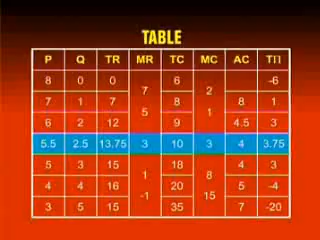 TABLE
P Q TR MR TC MC AC TΠ
8 0 0 6 -6
7 2
7 1 7 8 8 1
5 1
6 2 12 9 4.5 3
5.5 2.5 13.75 3 10 3 4 3.75
5 3 15 18 4 3
1 8
4 4 16 20 5 -4
-1 15
3 5 15 35 7 -20